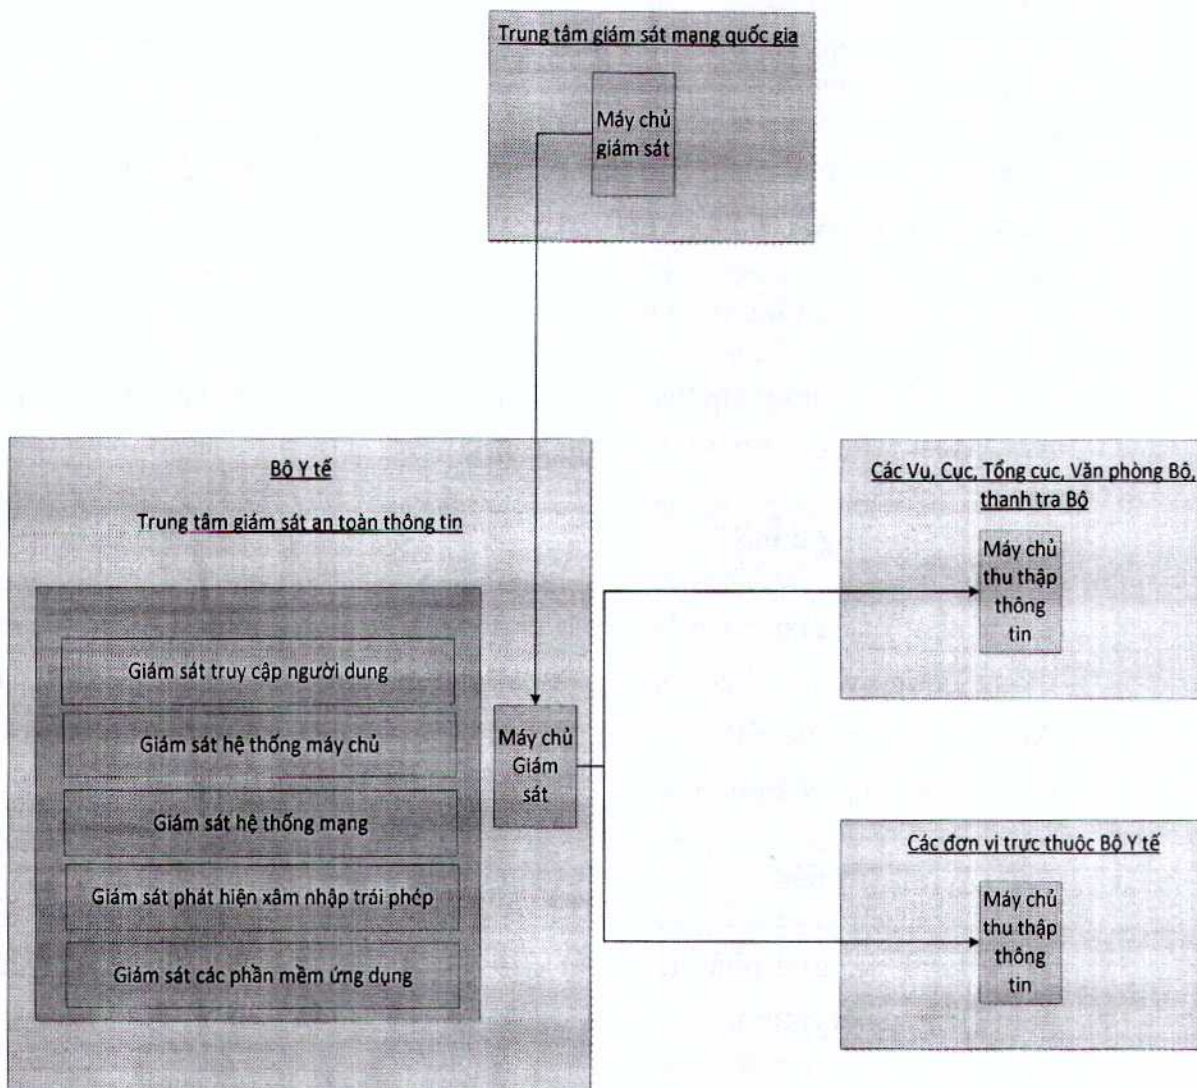 Trung tâm giám sát mạng quốc gia
Máy chủ
giám sát
Bộ Y tế
Trung tâm giám sát an toàn thông tin
Giám sát truy cập người dung
Giám sát hệ thống máy chủ
Giám sát hệ thống mạng
Giám sát phát hiện xâm nhập trái phép
Giám sát các phần mềm ứng dụng
Máy chủ
Giám
sát
Các Vụ, Cục, Tổng cục, Văn phòng Bộ,
thanh tra Bộ
Máy chủ
thu thập
thông
tin
Các đơn vị trực thuộc Bộ Y tế
Máy chủ
thu thập
thông
tin